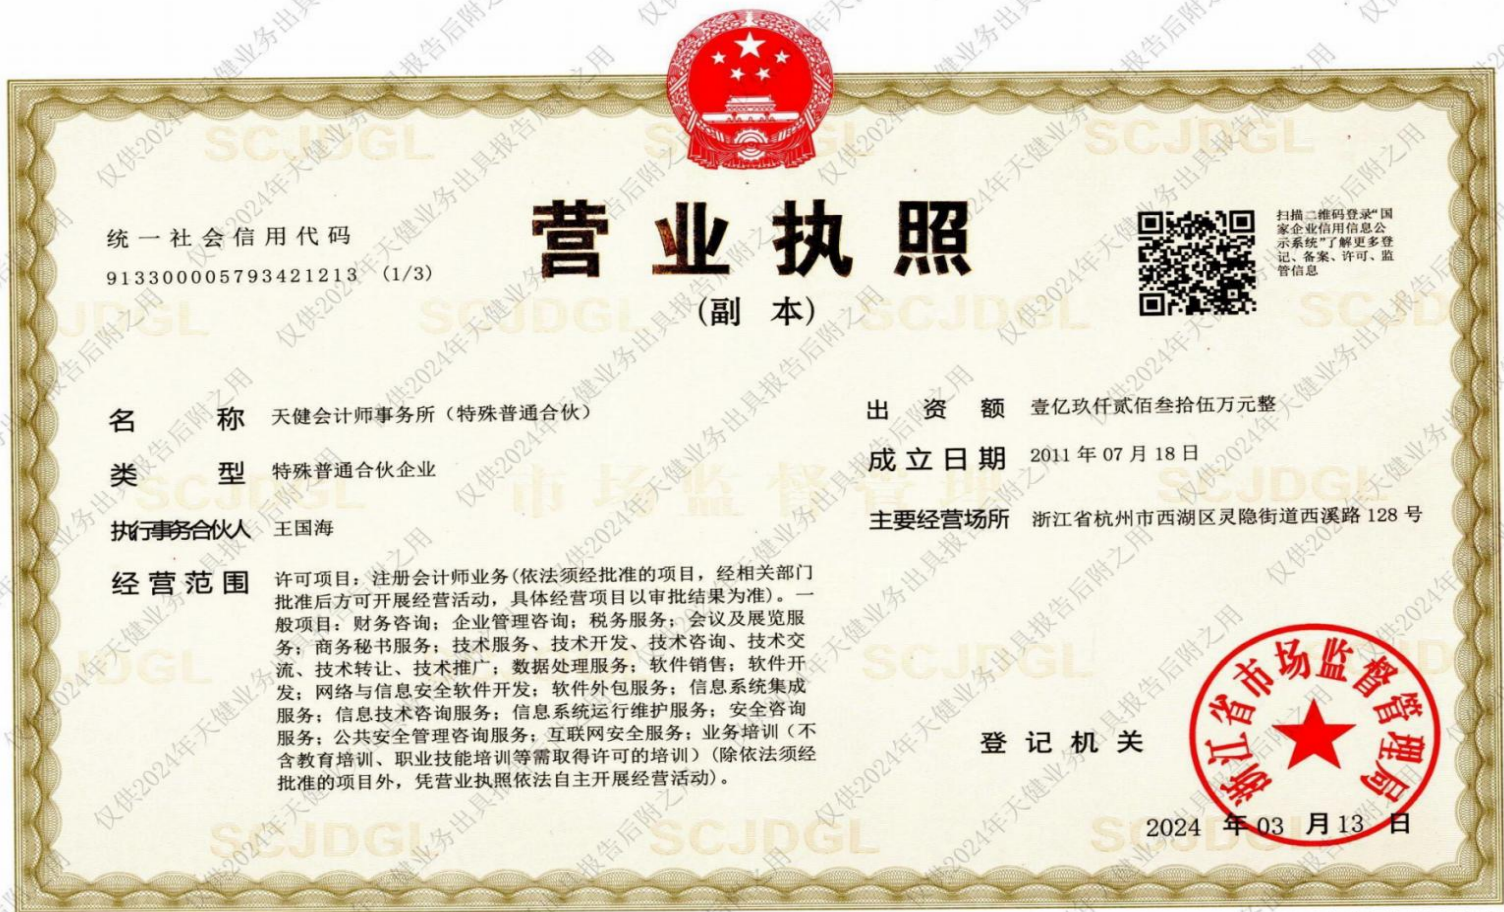 统一社会信用代码
913300005793421213 (1/3)
营业执照
(副本)
扫描二维码登录“国
家企业信用信息公
示系统”了解更多登
记、备案、许可、监
管信息
名称 天健会计师事务所（特殊普通合伙）
类型 特殊普通合伙企业
执行事务合伙人 王国海
经营范围 许可项目：注册会计师业务(依法须经批准的项目，经相关部门
批准后方可开展经营活动，具体经营项目以审批结果为准)。一
般项目：财务咨询；企业管理咨询；税务服务；会议及展览服
务；商务秘书服务；技术服务、技术开发、技术咨询、技术交
流、技术转让、技术推广；数据处理服务；软件销售；软件开
发；网络与信息安全软件开发；软件外包服务；信息系统集成
服务；信息技术咨询服务；信息系统运行维护服务；安全咨询
服务；公共安全管理咨询服务；互联网安全服务；业务培训（不
含教育培训、职业技能培训等需取得许可的培训）(除依法须经
批准的项目外，凭营业执照依法自主开展经营活动)。
出资额 壹亿玖仟贰佰叁拾伍万元整
成立日期 2011年07月18日
主要经营场所 浙江省杭州市西湖区灵隐街道西溪路128号
登记机关
浙江省市场监督管理局
2024年03月13日
市场监督管理
SCJDGL
仅供2024年天健业务出具报告后附之用